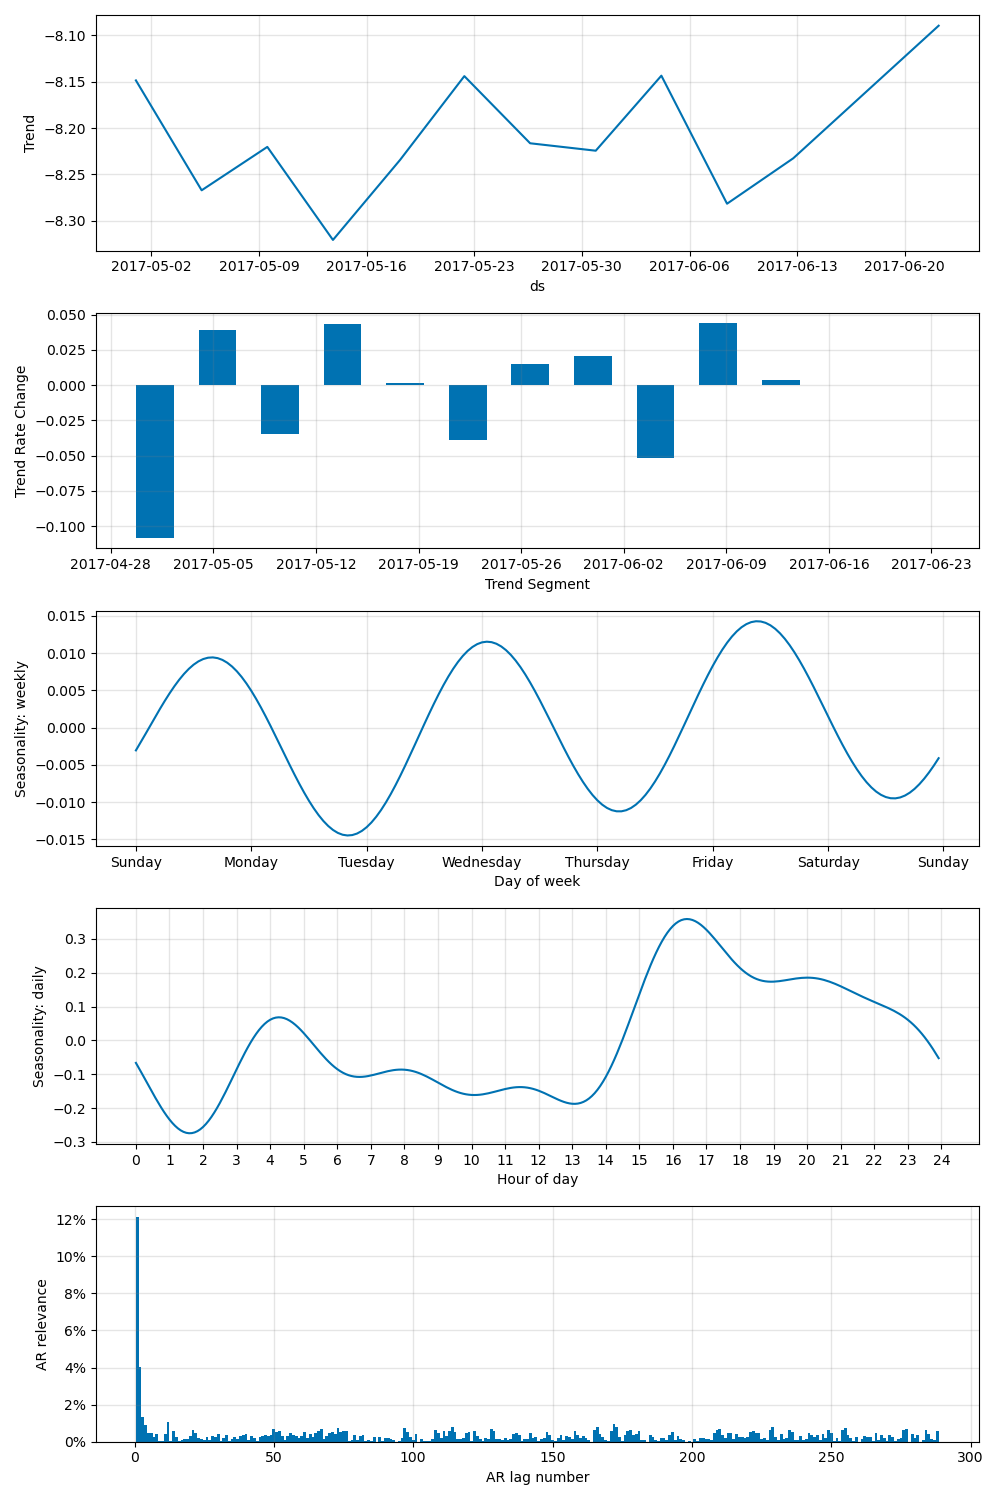 −8.10
−8.15
−8.20
−8.25
−8.30
Trend
2017-05-02 2017-05-09 2017-05-16 2017-05-23 2017-05-30 2017-06-06 2017-06-13 2017-06-20
ds
0.050
0.025
0.000
−0.025
−0.050
−0.075
−0.100
Trend Rate Change
2017-04-28 2017-05-05 2017-05-12 2017-05-19 2017-05-26 2017-06-02 2017-06-09 2017-06-16 2017-06-23
Trend Segment
0.015
0.010
0.005
0.000
−0.005
−0.010
−0.015
Seasonality: weekly
Sunday Monday Tuesday Wednesday Thursday Friday Saturday Sunday
Day of week
0.3
0.2
0.1
0.0
−0.1
−0.2
−0.3
Seasonality: daily
0 1 2 3 4 5 6 7 8 9 10 11 12 13 14 15 16 17 18 19 20 21 22 23 24
Hour of day
12%
10%
8%
6%
4%
2%
0%
AR relevance
0 50 100 150 200 250 300
AR lag number